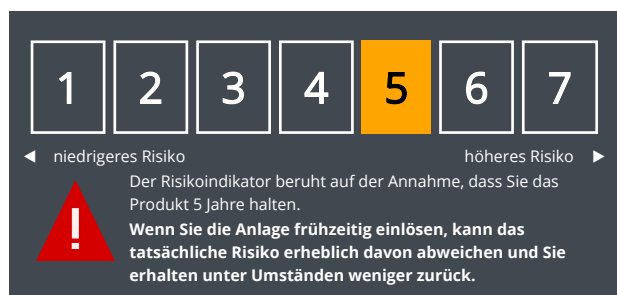 1 2 3 4 5 6 7
niedrigeres Risiko höheres Risiko
Der Risikoindikator beruht auf der Annahme, dass Sie das
Produkt 5 Jahre halten.
Wenn Sie die Anlage frühzeitig einlösen, kann das
tatsächliche Risiko erheblich davon abweichen und Sie
erhalten unter Umständen weniger zurück.
!